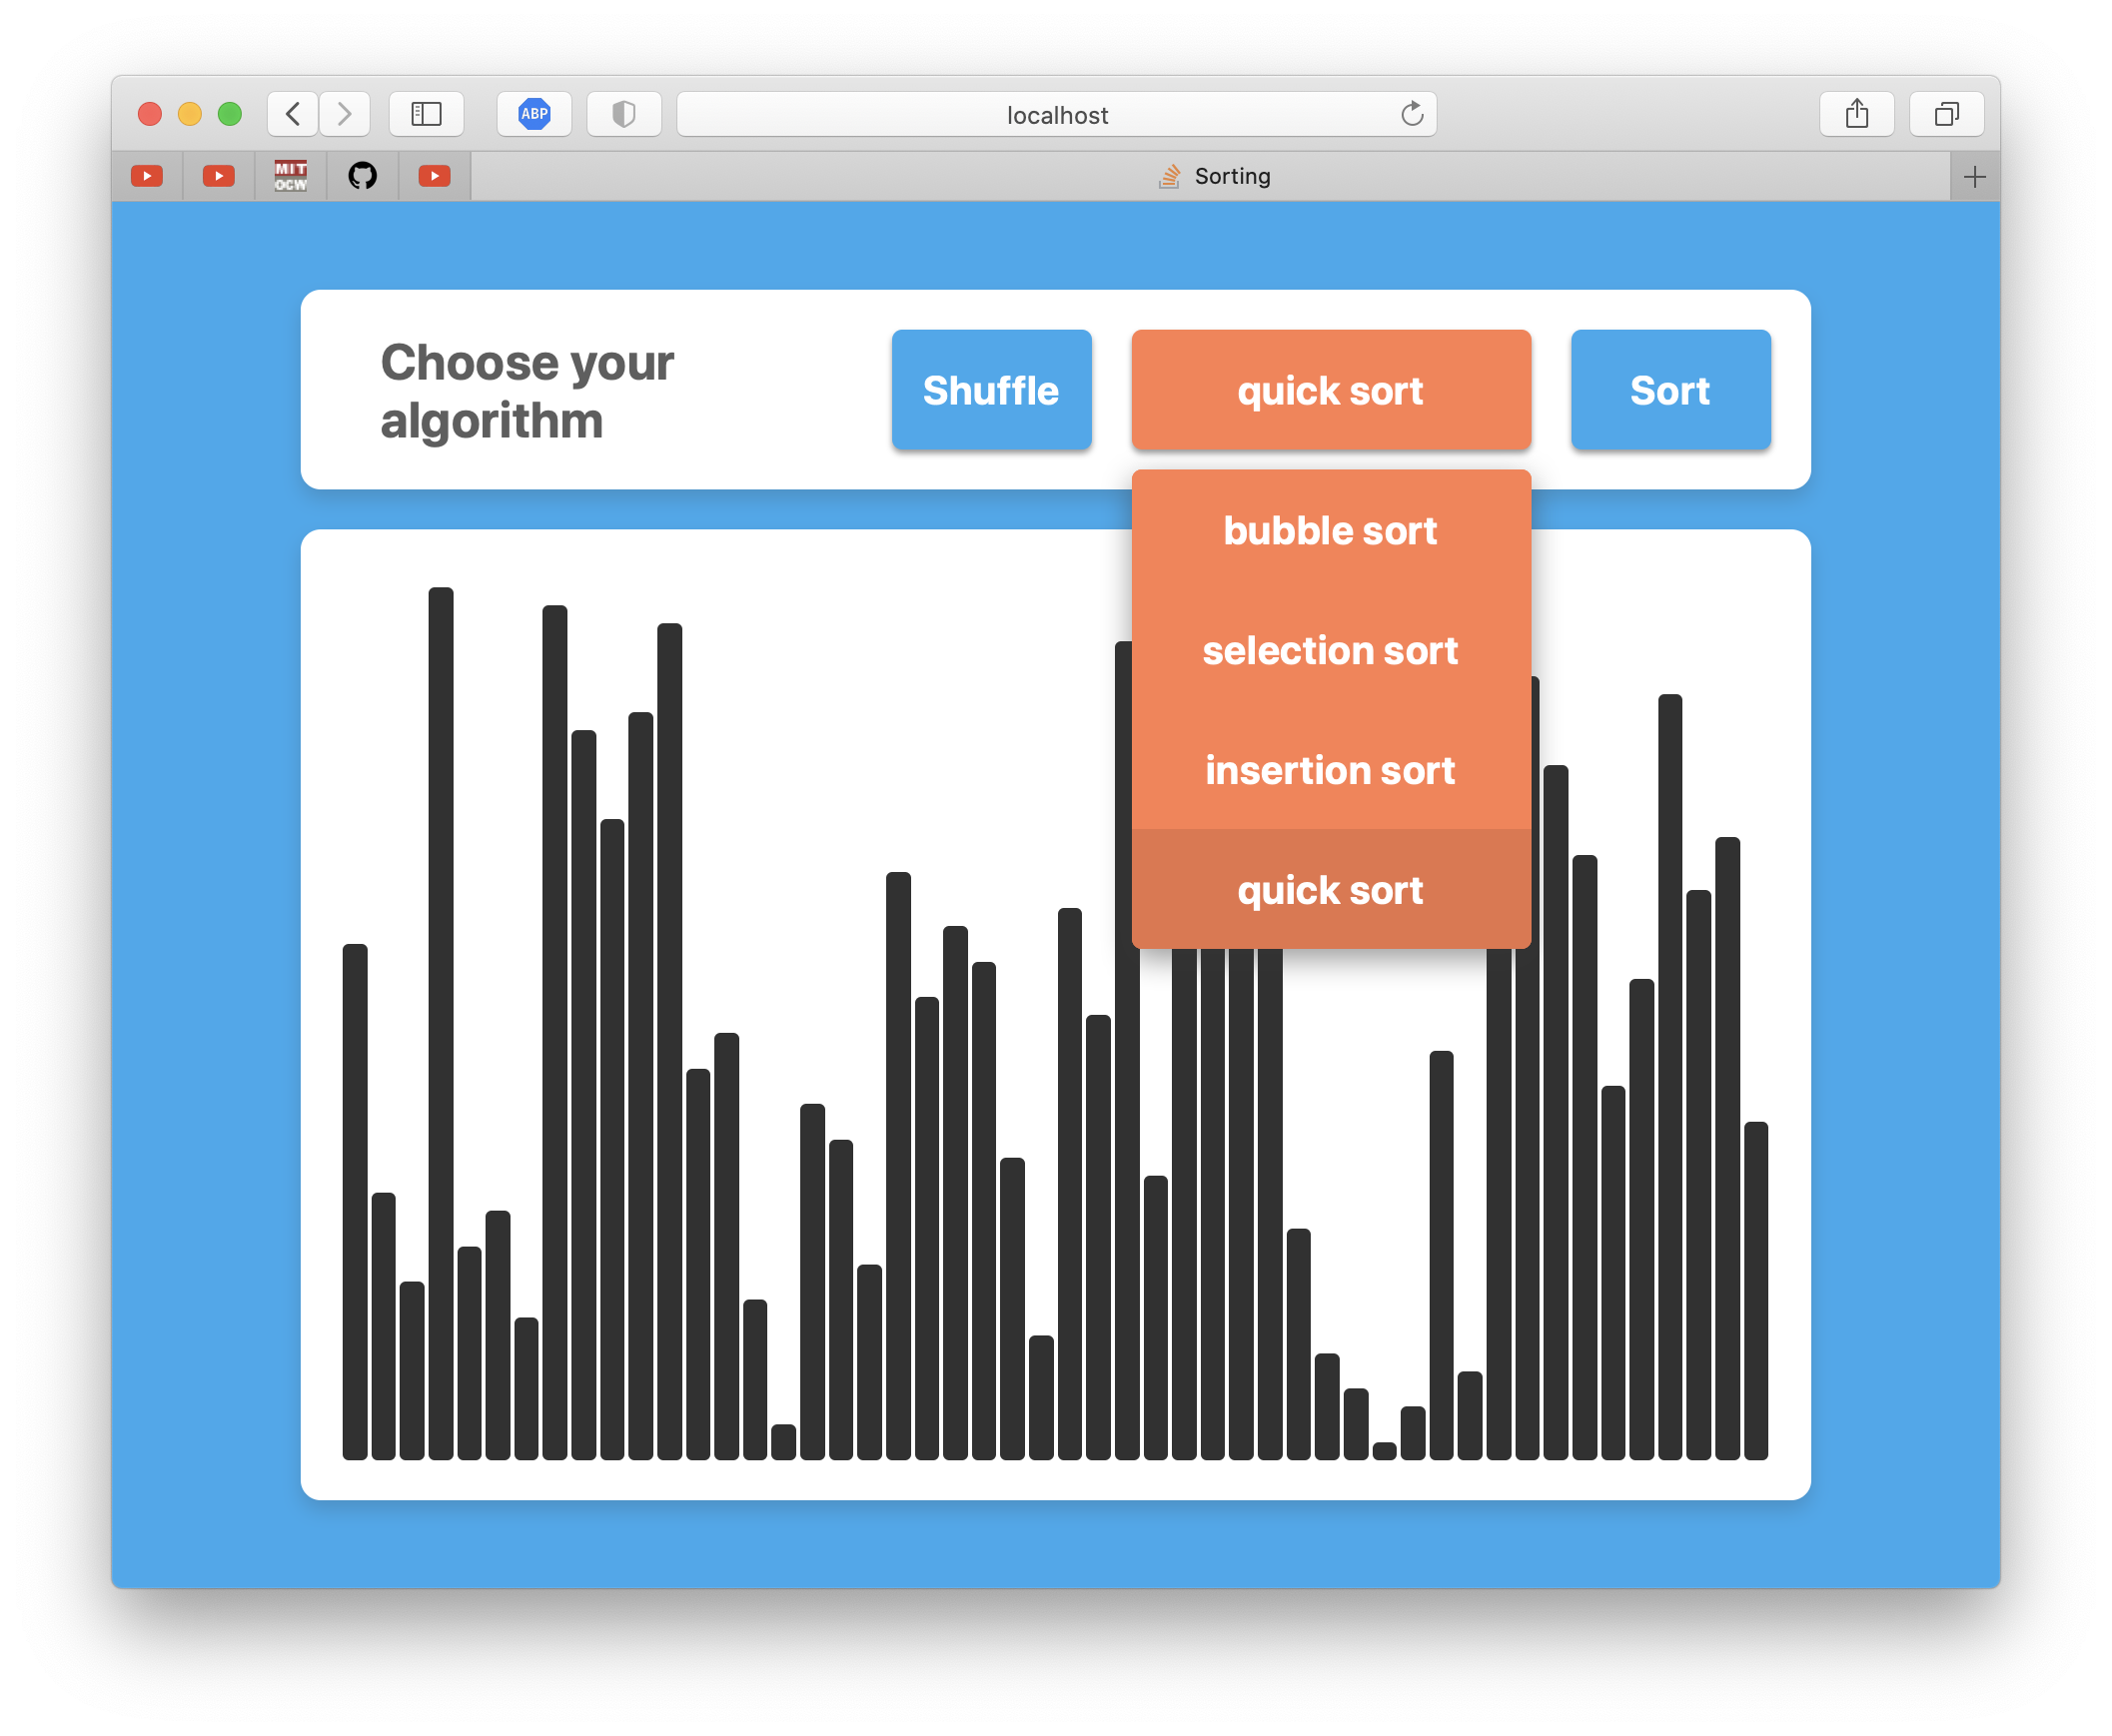 ABP
localhost
MIT
OCW
Sorting
Choose your
algorithm
Shuffle
quick sort
Sort
bubble sort
selection sort
insertion sort
quick sort